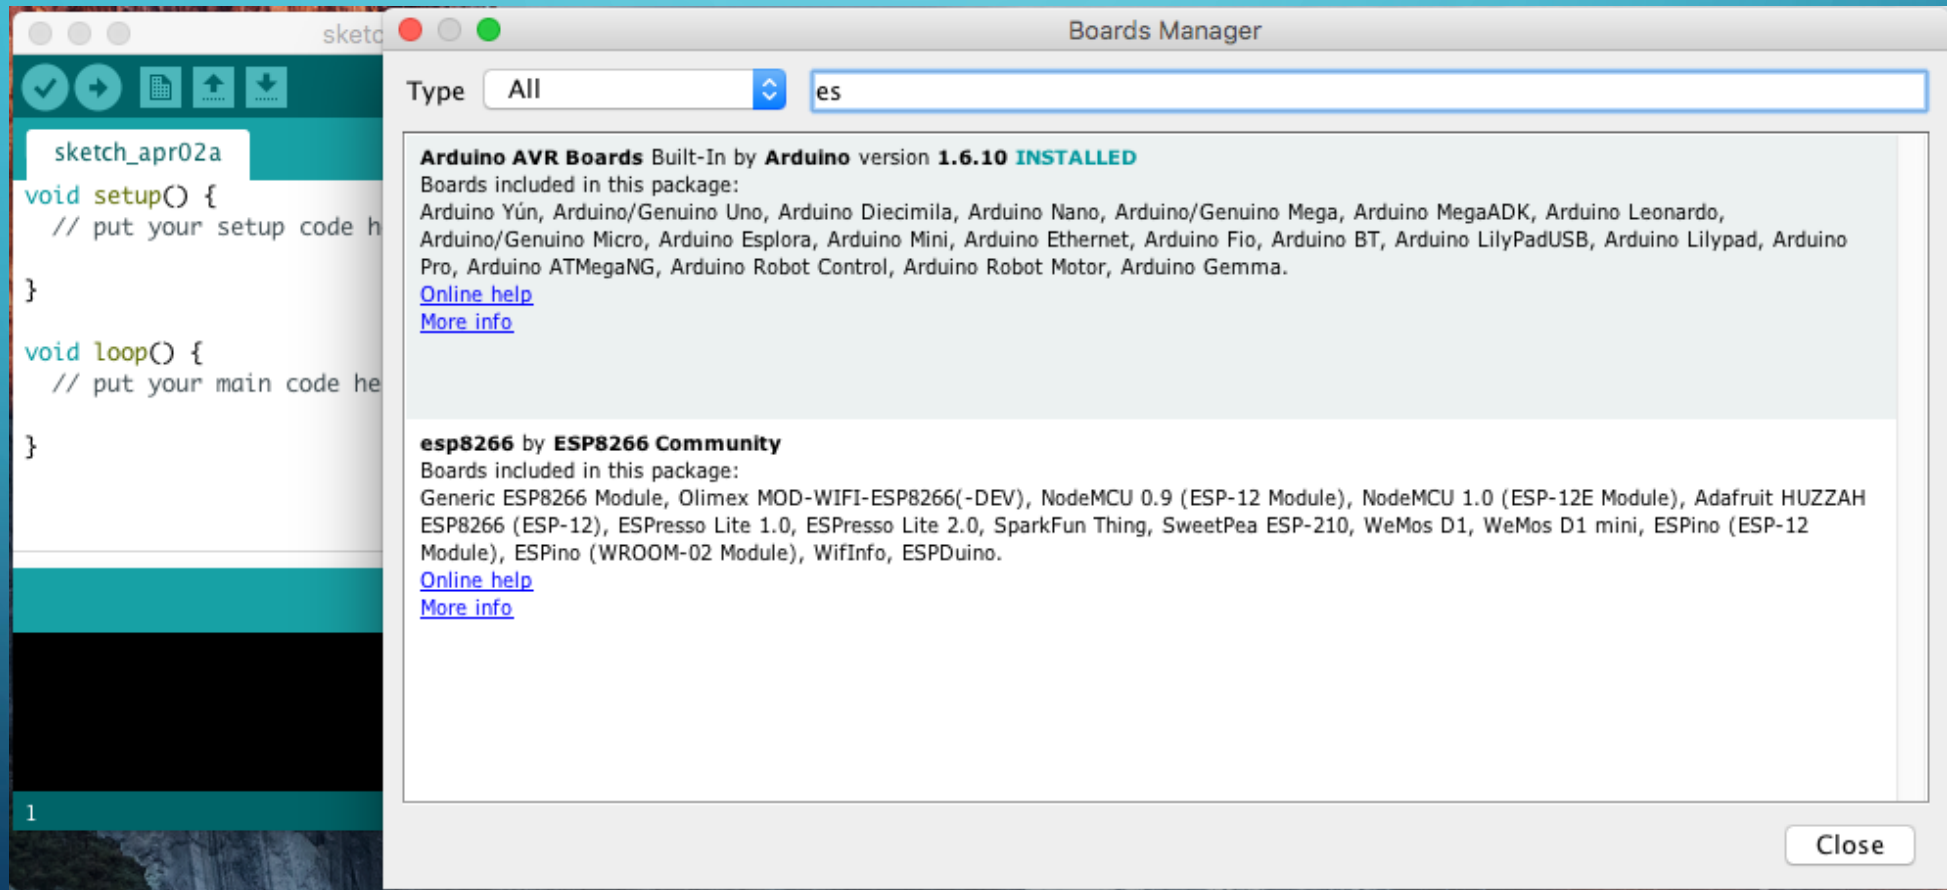 sketc
sketch_apr02a
void setup() {
// put your setup code h
}
void loop() {
// put your main code he
}
1
Boards Manager
Type All es
Arduino AVR Boards Built-In by Arduino version 1.6.10 INSTALLED
Boards included in this package:
Arduino Yún, Arduino/Genuino Uno, Arduino Diecimila, Arduino Nano, Arduino/Genuino Mega, Arduino MegaADK, Arduino Leonardo,
Arduino/Genuino Micro, Arduino Esplora, Arduino Mini, Arduino Ethernet, Arduino Fio, Arduino BT, Arduino LilyPadUSB, Arduino Lilypad, Arduino
Pro, Arduino ATMegaNG, Arduino Robot Control, Arduino Robot Motor, Arduino Gemma.
Online help
More info
esp8266 by ESP8266 Community
Boards included in this package:
Generic ESP8266 Module, Olimex MOD-WIFI-ESP8266(-DEV), NodeMCU 0.9 (ESP-12 Module), NodeMCU 1.0 (ESP-12E Module), Adafruit HUZZAH
ESP8266 (ESP-12), ESPresso Lite 1.0, ESPresso Lite 2.0, SparkFun Thing, SweetPea ESP-210, WeMos D1, WeMos D1 mini, ESPino (ESP-12
Module), ESPino (WROOM-02 Module), WifInfo, ESPDuino.
Online help
More info
Close